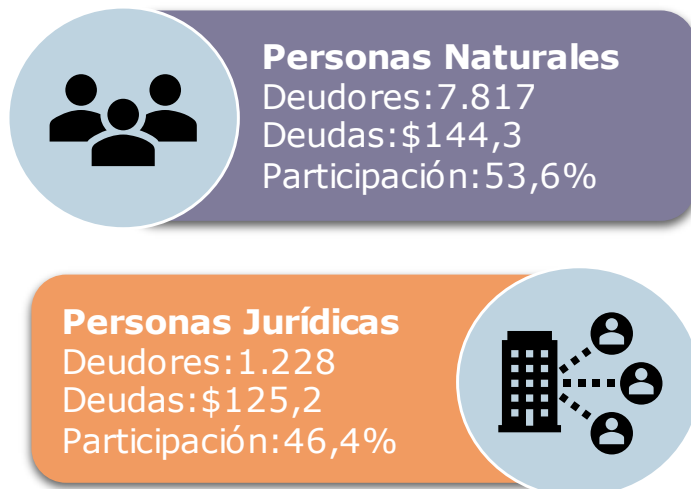 Personas Naturales
Deudores:7.817
Deudas:$144,3
Participación:53,6%
Personas Jurídicas
Deudores:1.228
Deudas:$125,2
Participación:46,4%